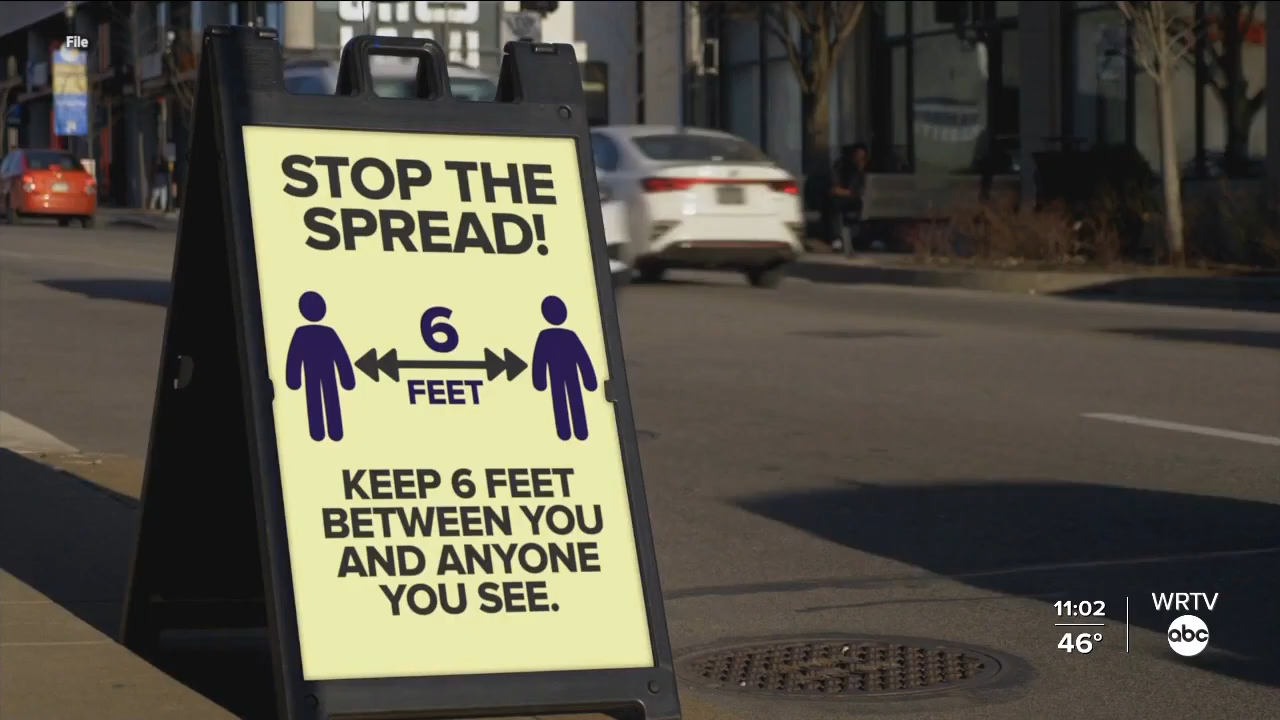 File
STOP THE
SPREAD!
6
FEET
KEEP 6 FEET
BETWEEN YOU
AND ANYONE
YOU SEE.
11:02
46°
WRTV
abc